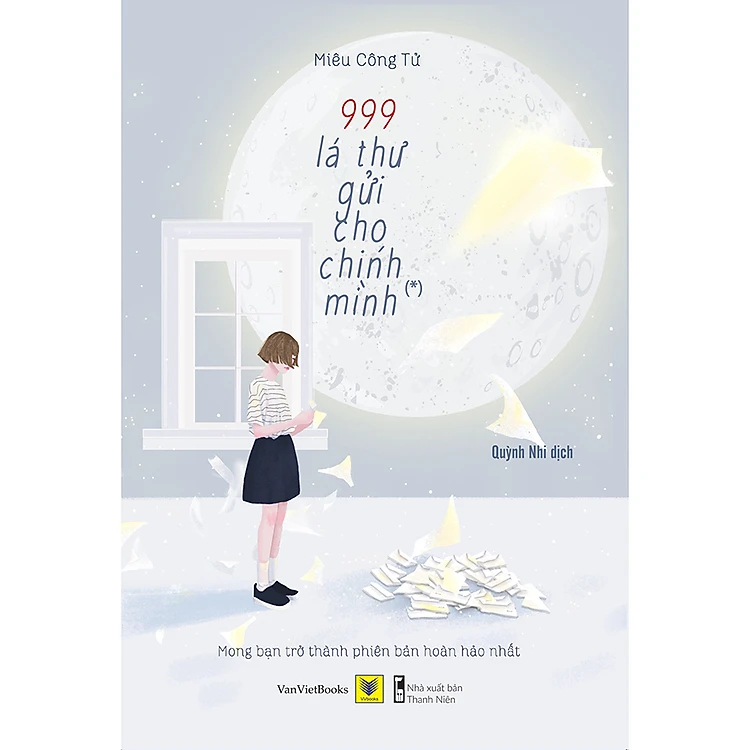 Miêu Công Tử
999
lá thư
gửi
cho
chính
mình (*)
Quỳnh Nhi dịch
Mong bạn trở thành phiên bản hoàn hảo nhất
VanVietBooks
VVbooks
Nhà xuất bản
Thanh Niên